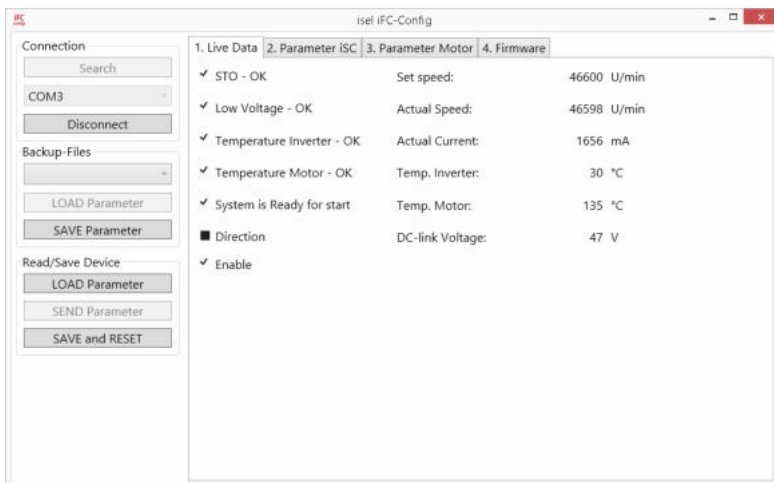 iFC
config
isel iFC-Config
Connection
Search
COM3
Disconnect
Backup-Files
LOAD Parameter
SAVE Parameter
Read/Save Device
LOAD Parameter
SEND Parameter
SAVE and RESET
1. Live Data 2. Parameter iSC 3. Parameter Motor 4. Firmware
STO - OK Set speed: 46600 U/min
Low Voltage - OK Actual Speed: 46598 U/min
Temperature Inverter - OK Actual Current: 1656 mA
Temperature Motor - OK Temp. Inverter: 30 °C
System is Ready for start Temp. Motor: 135 °C
Direction DC-link Voltage: 47 V
Enable